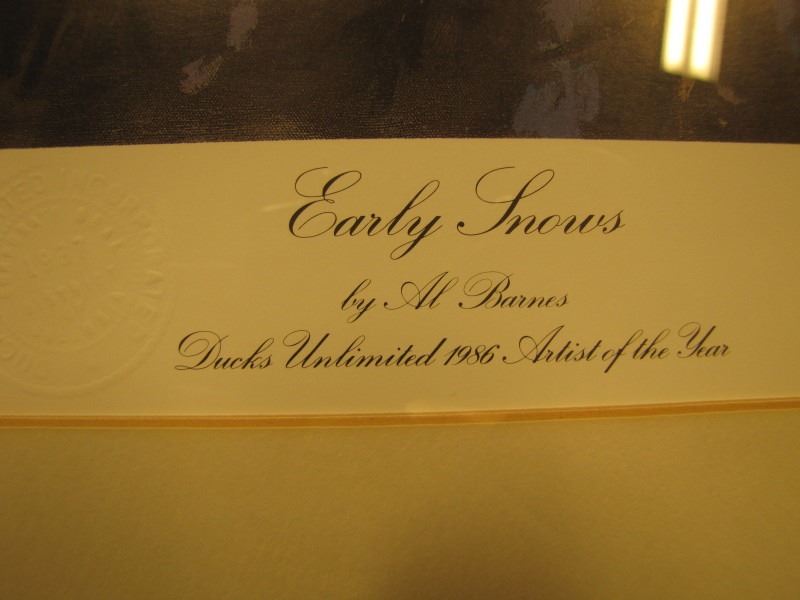 Early Snows
by Al Barnes
Ducks Unlimited 1986 Artist of the Year